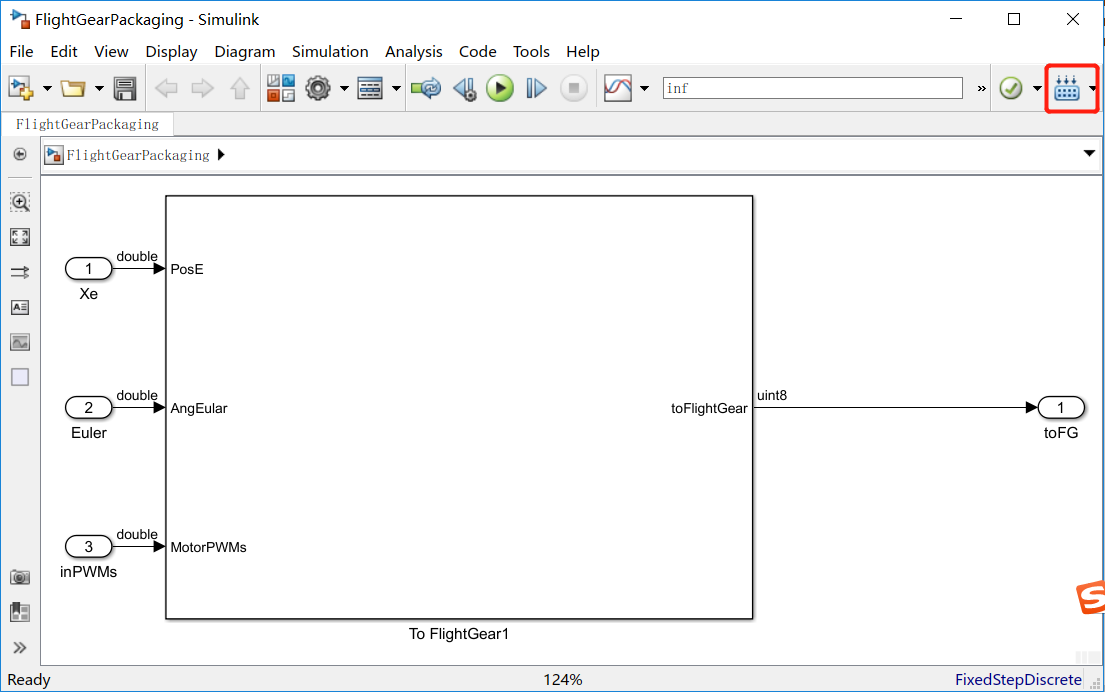 FlightGearPackaging - Simulink
File Edit View Display Diagram Simulation Analysis Code Tools Help
inf »
FlightGearPackaging
FlightGearPackaging
double
1 PosE
Xe
double uint8
2 AngEular toFlightGear 1
Euler toFG
double
3 MotorPWMs
inPWMs
To FlightGear1
Ready 124% FixedStepDiscrete